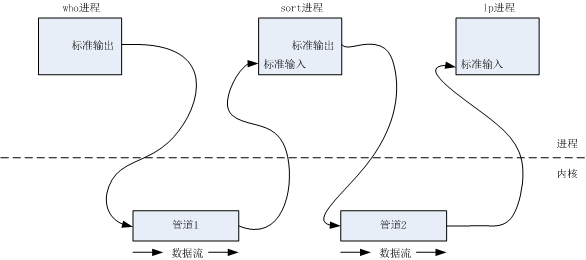 who进程
sort进程
lp进程
标准输出
标准输出
标准输入
标准输入
进程
内核
管道1
管道2
数据流
数据流